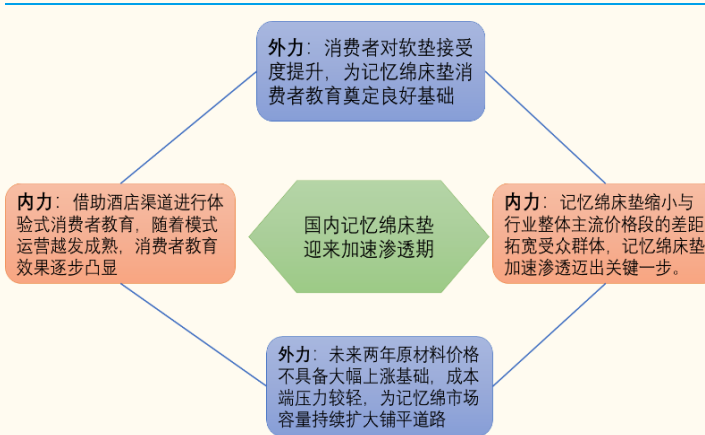 外力：消费者对软垫接受
度提升，为记忆绵床垫消
费者教育奠定良好基础
内力：借助酒店渠道进行体
验式消费者教育，随着模式
运营越发成熟，消费者教育
效果逐步凸显
国内记忆绵床垫
迎来加速渗透期
内力：记忆绵床垫缩小与
行业整体主流价格段的差距
拓宽受众群体，记忆绵床垫
加速渗透迈出关键一步。
外力：未来两年原材料价格
不具备大幅上涨基础，成本
端压力较轻，为记忆绵市场
容量持续扩大铺平道路